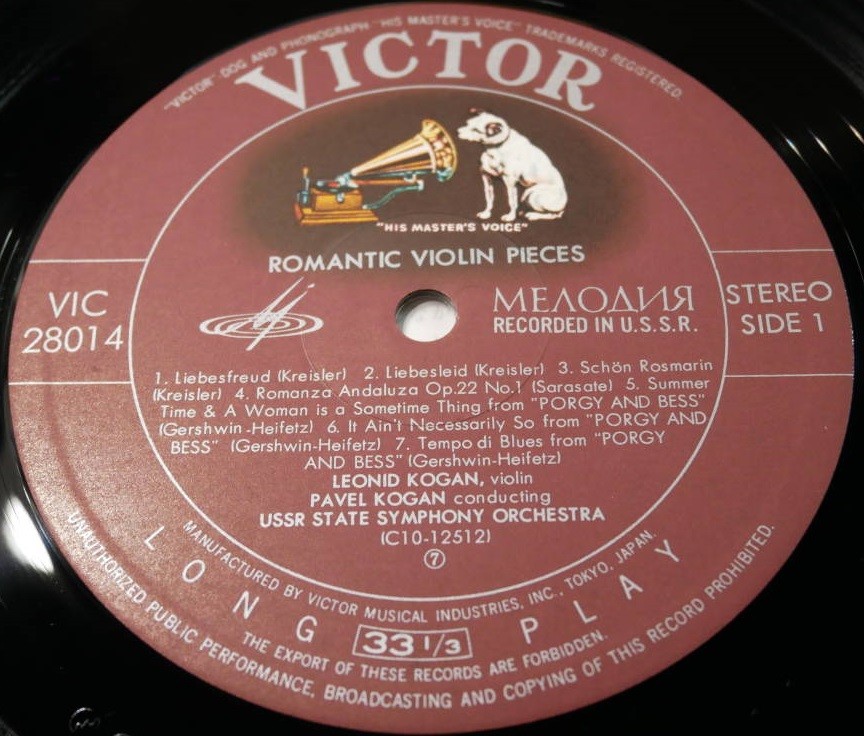 "VICTOR" DOG AND PHONOGRAPH "HIS MASTER'S VOICE" TRADEMARKS REGISTERED.
VICTOR
"HIS MASTER'S VOICE"
ROMANTIC VIOLIN PIECES
VIC
28014
МЕЛОДИЯ
RECORDED IN U.S.S.R.
STEREO
SIDE 1
1. Liebesfreud (Kreisler) 2. Liebesleid (Kreisler) 3. Schön Rosmarin
(Kreisler) 4. Romanza Andaluza Op.22 No.1 (Sarasate) 5. Summer
Time & A Woman is a Sometime Thing from "PORGY AND BESS"
(Gershwin-Heifetz) 6. It Ain't Necessarily So from "PORGY AND
BESS" (Gershwin-Heifetz) 7. Tempo di Blues from "PORGY
AND BESS" (Gershwin-Heifetz)
LEONID KOGAN, violin
PAVEL KOGAN conducting
USSR STATE SYMPHONY ORCHESTRA
(C10-12512)
⑦
MANUFACTURED BY VICTOR MUSICAL INDUSTRIES, INC., TOKYO, JAPAN.
LONG PLAY
33 1/3
THE EXPORT OF THESE RECORDS ARE FORBIDDEN.
UNAUTHORIZED PUBLIC PERFORMANCE, BROADCASTING AND COPYING OF THIS RECORD PROHIBITED.